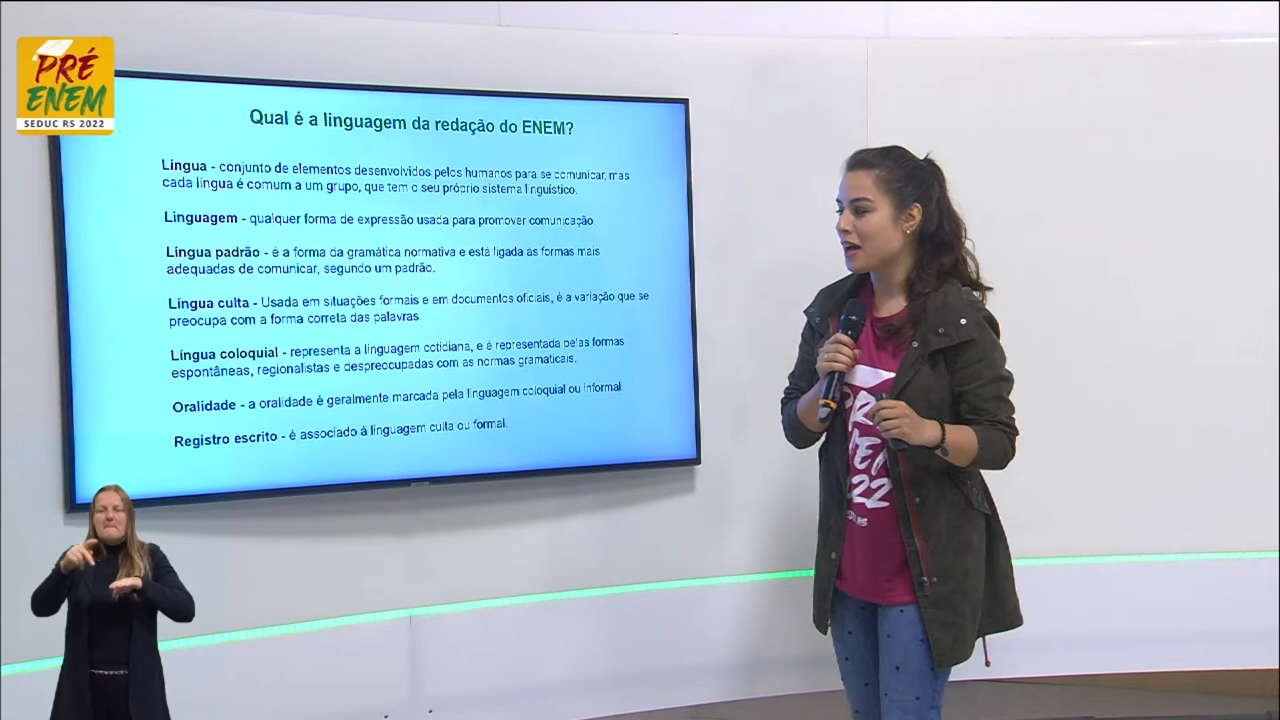 PRÉ
ENEM
SEDUC RS 2022
Qual é a linguagem da redação do ENEM?
Língua - conjunto de elementos desenvolvidos pelos humanos para se comunicar, mas
cada língua é comum a um grupo, que tem o seu próprio sistema linguístico.
Linguagem - qualquer forma de expressão usada para promover comunicação
Língua padrão - é a forma da gramática normativa e está ligada às formas mais
adequadas de comunicar, segundo um padrão.
Língua culta - Usada em situações formais e em documentos oficiais, é a variação que se
preocupa com a forma correta das palavras.
Língua coloquial - representa a linguagem cotidiana, e é representada pelas formas
espontâneas, regionalistas e despreocupadas com as normas gramaticais.
Oralidade - a oralidade é geralmente marcada pela linguagem coloquial ou informal.
Registro escrito - é associado à linguagem culta ou formal.